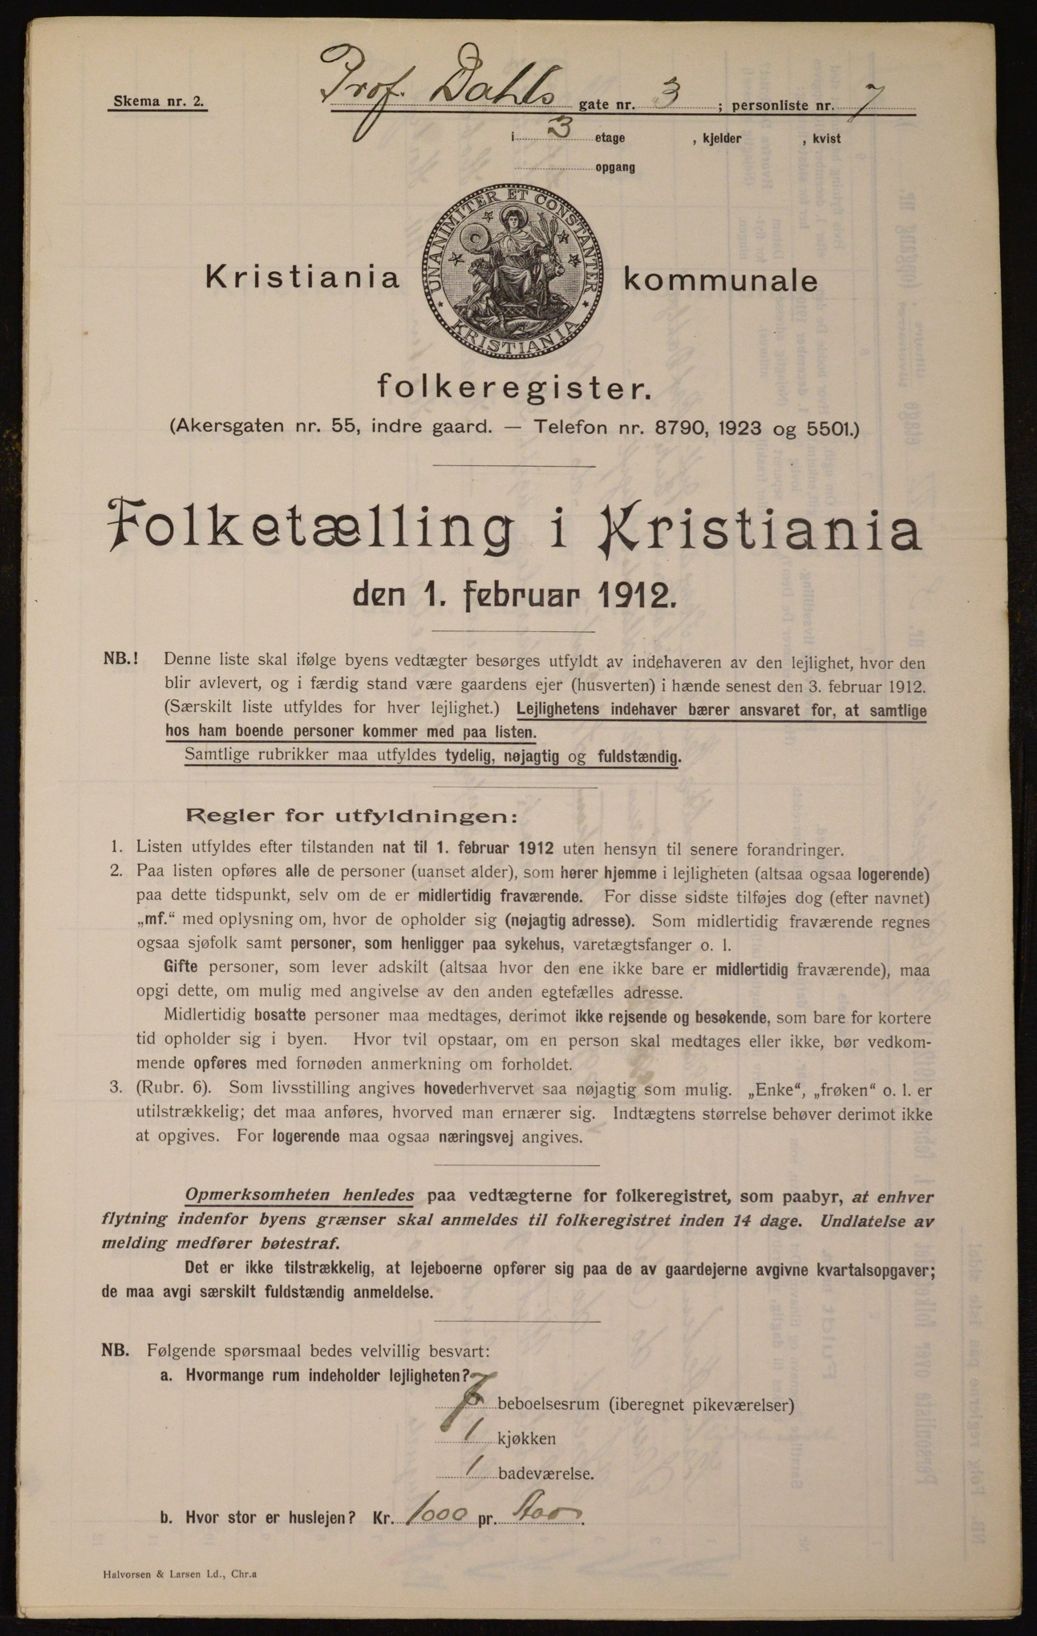 Skema nr. 2.
Prof. Dahls gate nr. 3 ; personliste nr. 7
i 3 etage , kjelder , kvist
opgang
Kristiania kommunale
UNANIMITER ET CONSTANTER
KRISTIANIA
folkeregister.
(Akersgaten nr. 55, indre gaard. — Telefon nr. 8790, 1923 og 5501.)
Folketælling i Kristiania
den 1. februar 1912.
NB.! Denne liste skal ifølge byens vedtægter besørges utfyldt av indehaveren av den lejlighet, hvor den
blir avlevert, og i færdig stand være gaardens ejer (husverten) i hænde senest den 3. februar 1912.
(Særskilt liste utfyldes for hver lejlighet.) Lejlighetens indehaver bærer ansvaret for, at samtlige
hos ham boende personer kommer med paa listen.
Samtlige rubrikker maa utfyldes tydelig, nøjagtig og fuldstændig.
Regler for utfyldningen:
1. Listen utfyldes efter tilstanden nat til 1. februar 1912 uten hensyn til senere forandringer.
2. Paa listen opføres alle de personer (uanset alder), som hører hjemme i lejligheten (altsaa ogsaa logerende)
paa dette tidspunkt, selv om de er midlertidig fraværende. For disse sidste tilføjes dog (efter navnet)
„mf.“ med oplysning om, hvor de opholder sig (nøjagtig adresse). Som midlertidig fraværende regnes
ogsaa sjøfolk samt personer, som henligger paa sykehus, varetægtsfanger o. l.
Gifte personer, som lever adskilt (altsaa hvor den ene ikke bare er midlertidig fraværende), maa
opgi dette, om mulig med angivelse av den anden egtefælles adresse.
Midlertidig bosatte personer maa medtages, derimot ikke rejsende og besøkende, som bare for kortere
tid opholder sig i byen. Hvor tvil opstaar, om en person skal medtages eller ikke, bør vedkom-
mende opføres med fornøden anmerkning om forholdet.
3. (Rubr. 6). Som livsstilling angives hovederhvervet saa nøjagtig som mulig. „Enke“, „frøken“ o. l. er
utilstrækkelig; det maa anføres, hvorved man ernærer sig. Indtægtens størrelse behøver derimot ikke
at opgives. For logerende maa ogsaa næringsvej angives.
Opmerksomheten henledes paa vedtægterne for folkeregistret, som paabyr, at enhver
flytning indenfor byens grænser skal anmeldes til folkeregistret inden 14 dage. Undlatelse av
melding medfører bøtestraf.
Det er ikke tilstrækkelig, at lejeboerne opfører sig paa de av gaardejerne avgivne kvartalsopgaver;
de maa avgi særskilt fuldstændig anmeldelse.
NB. Følgende spørsmaal bedes velvillig besvart:
a. Hvormange rum indeholder lejligheten?
7 beboelsesrum (iberegnet pikeværelser)
1 kjøkken
1 badeværelse.
b. Hvor stor er huslejen? Kr. 1000 pr. Aar.
Halvorsen & Larsen Ld., Chr.a